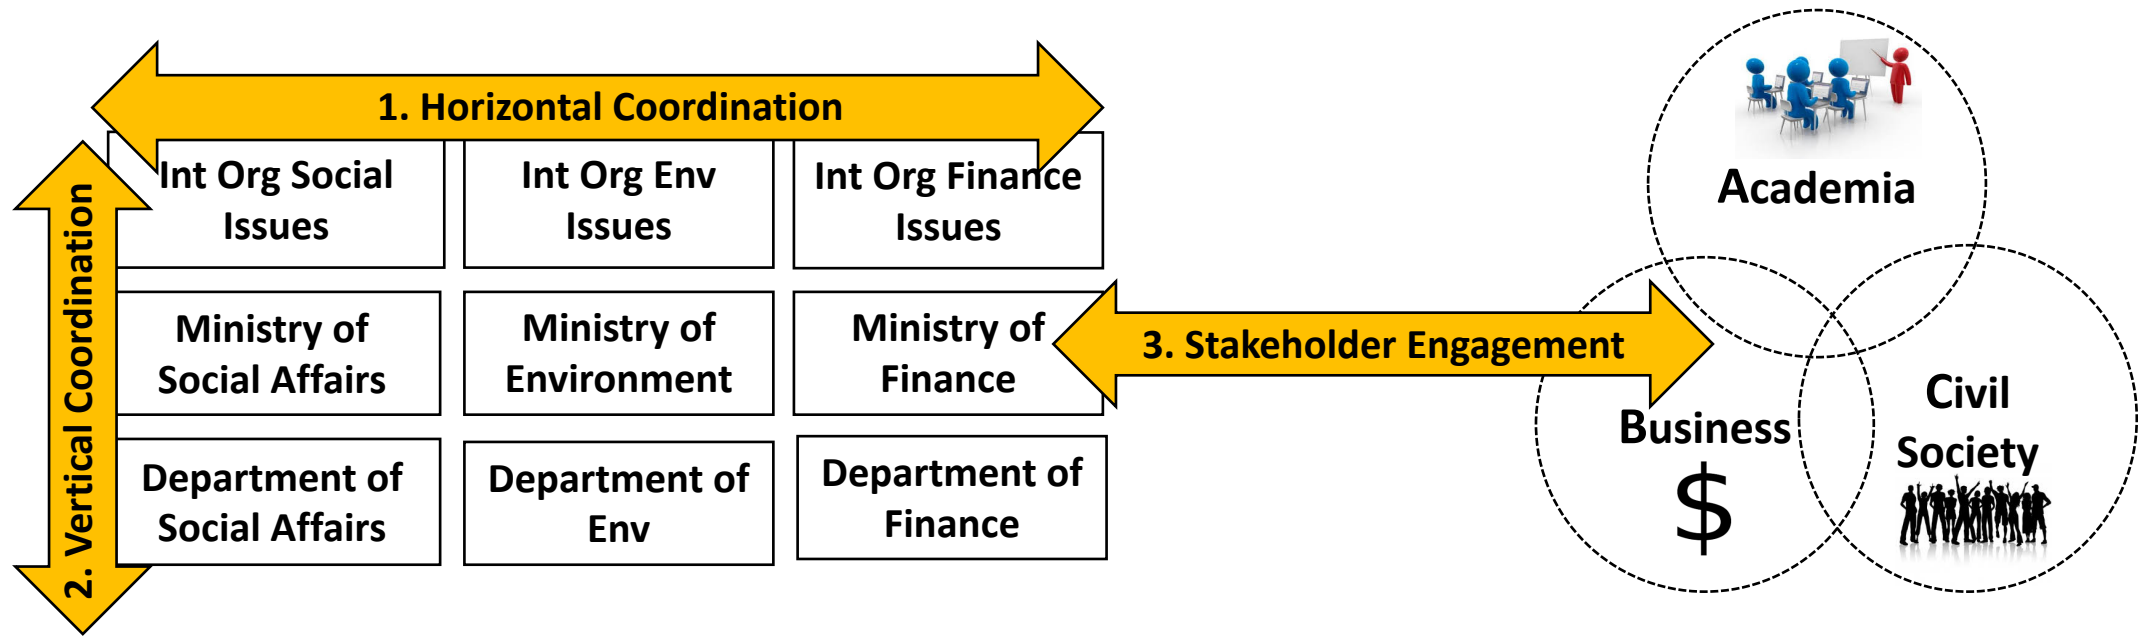 1. Horizontal Coordination
2. Vertical Coordination
Int Org Social
Issues
Int Org Env
Issues
Int Org Finance
Issues
Ministry of
Social Affairs
Ministry of
Environment
Ministry of
Finance
Department of
Social Affairs
Department of
Env
Department of
Finance
3. Stakeholder Engagement
Academia
Business
$
Civil
Society